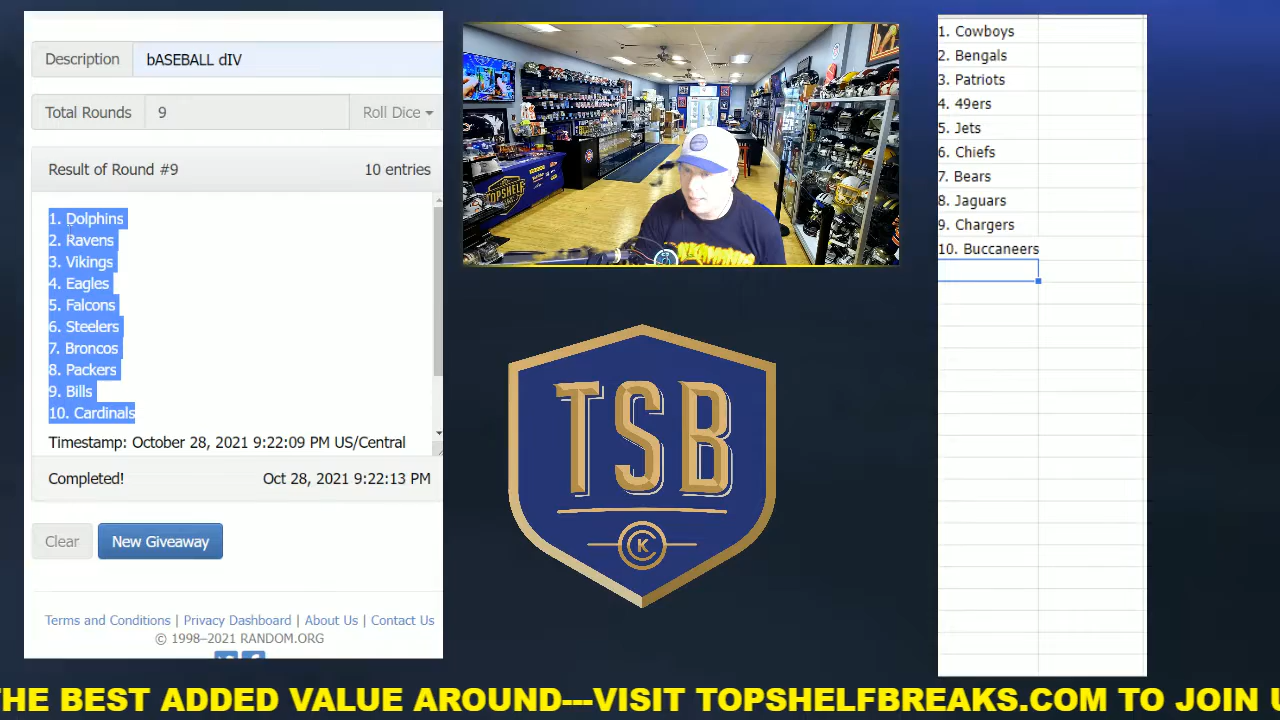 Description bASEBALL dIV
Total Rounds 9 Roll Dice
Result of Round #9 10 entries
1. Dolphins
2. Ravens
3. Vikings
4. Eagles
5. Falcons
6. Steelers
7. Broncos
8. Packers
9. Bills
10. Cardinals
Timestamp: October 28, 2021 9:22:09 PM US/Central
Completed! Oct 28, 2021 9:22:13 PM
Clear New Giveaway
Terms and Conditions | Privacy Dashboard | About Us | Contact Us
© 1998–2021 RANDOM.ORG
TOPSHELF
TSB
CK
1. Cowboys
2. Bengals
3. Patriots
4. 49ers
5. Jets
6. Chiefs
7. Bears
8. Jaguars
9. Chargers
10. Buccaneers
THE BEST ADDED VALUE AROUND---VISIT TOPSHELFBREAKS.COM TO JOIN U